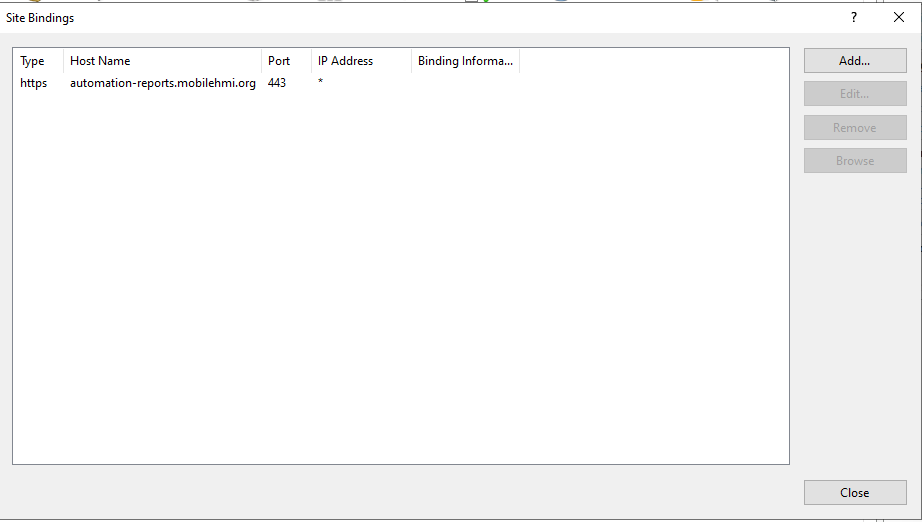 Site Bindings
?
Type Host Name Port IP Address Binding Informa...
https automation-reports.mobilehmi.org 443 *
Add...
Edit...
Remove
Browse
Close